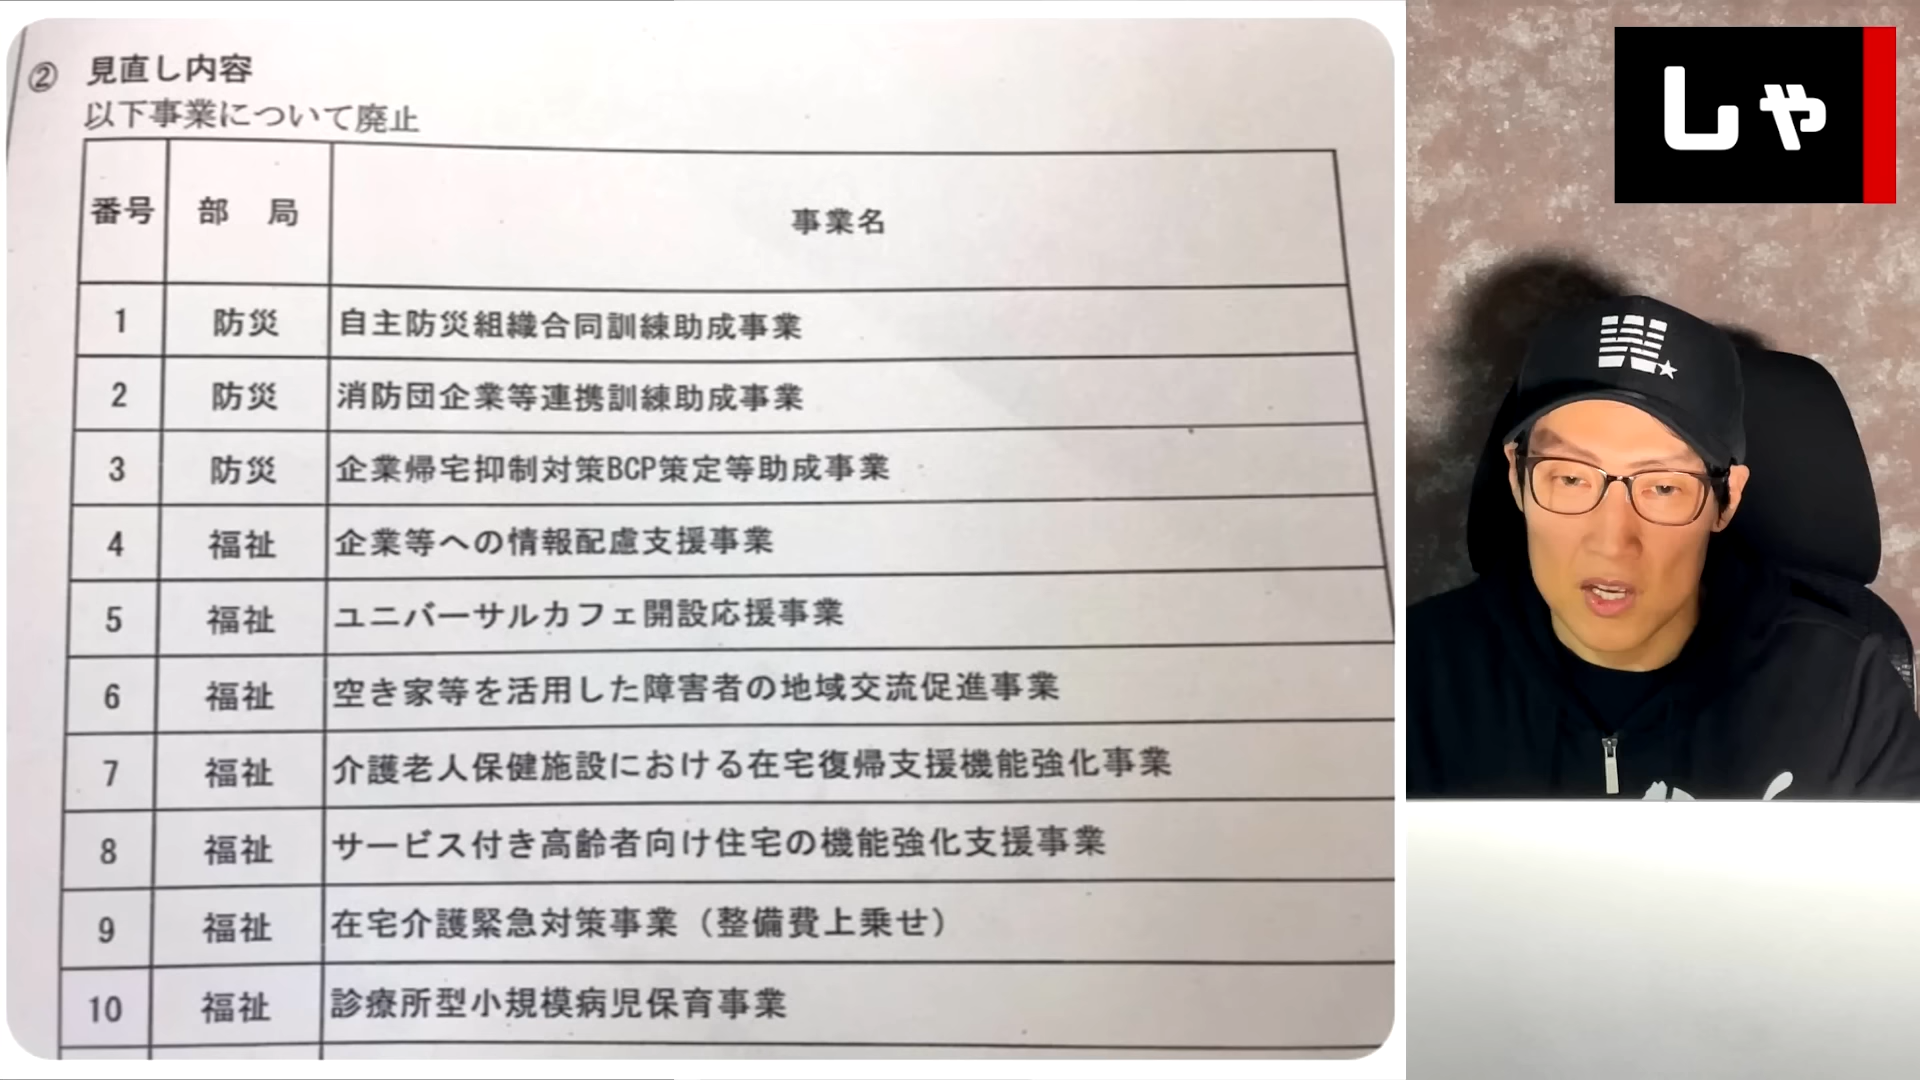 ② 見直し内容
以下事業について廃止
番号 部 局 事業名
1 防災 自主防災組織合同訓練助成事業
2 防災 消防団企業等連携訓練助成事業
3 防災 企業帰宅抑制対策BCP策定等助成事業
4 福祉 企業等への情報配慮支援事業
5 福祉 ユニバーサルカフェ開設応援事業
6 福祉 空き家等を活用した障害者の地域交流促進事業
7 福祉 介護老人保健施設における在宅復帰支援機能強化事業
8 福祉 サービス付き高齢者向け住宅の機能強化支援事業
9 福祉 在宅介護緊急対策事業（整備費上乗せ）
10 福祉 診療所型小規模病児保育事業
しゃ
W